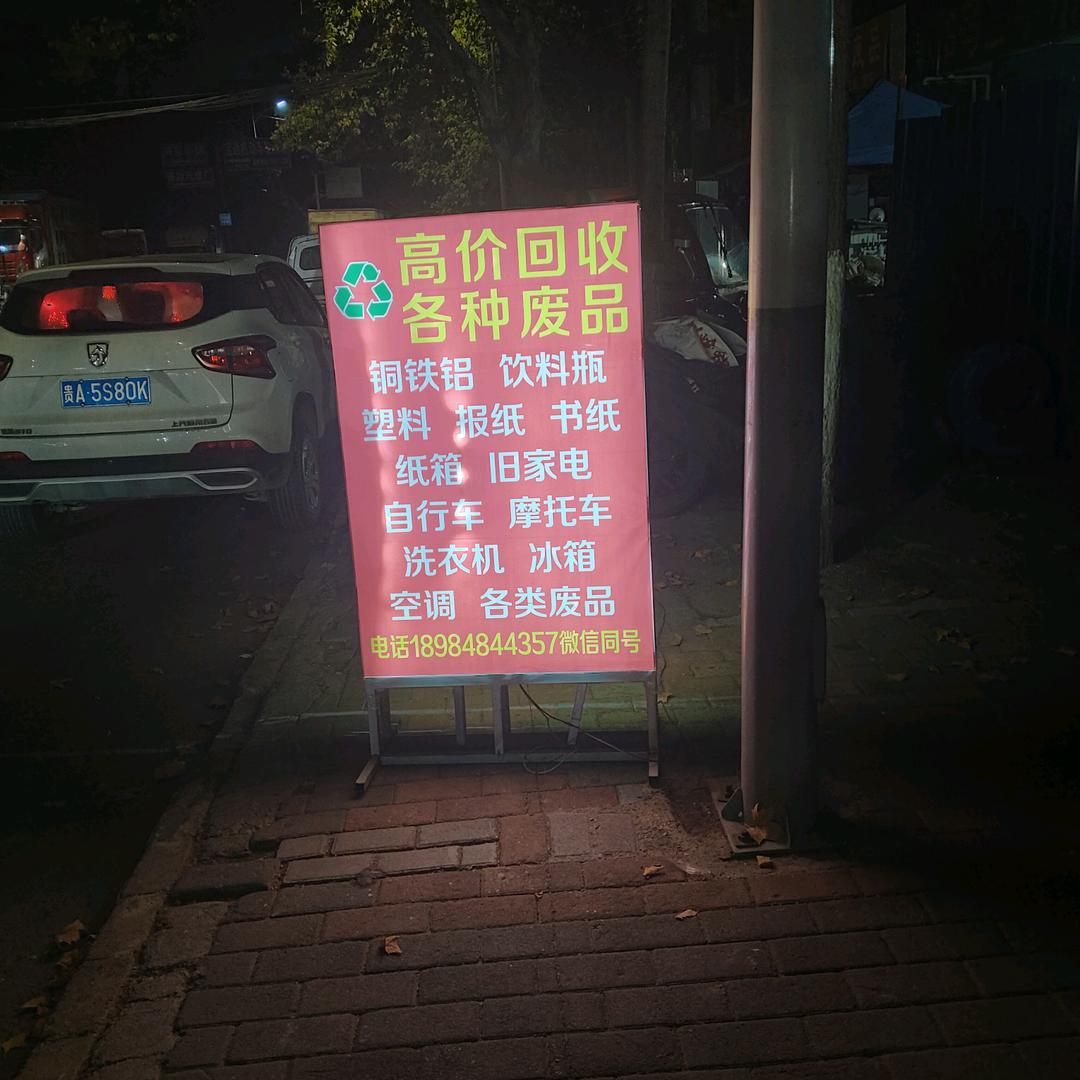 高价回收
各种废品
铜铁铝 饮料瓶
塑料 报纸 书纸
纸箱 旧家电
自行车 摩托车
洗衣机 冰箱
空调 各类废品
电话18984844357微信同号
贵A·5S80K